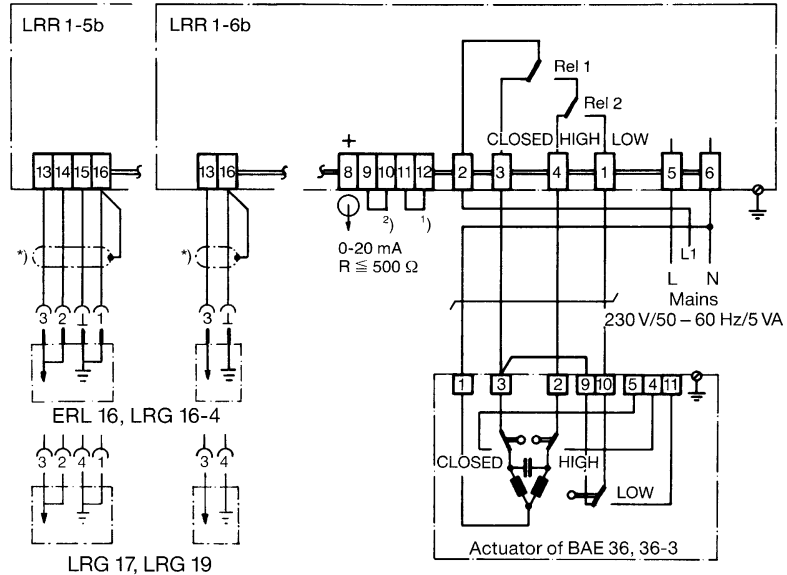 LRR 1-5b
LRR 1-6b
Rel 1
Rel 2
CLOSED HIGH LOW
13 14 15 16
13 16
+
8 9 10 11 12 2 3 4 1 5 6
2) 1)
*)
*)
0-20 mA
R ≦ 500 Ω
L1
L N
Mains
230 V/50 – 60 Hz/5 VA
3 2 ⊥ 1
3 ⊥
ERL 16, LRG 16-4
1 3 2 9 10 5 4 11
3 2 4 1
3 4
CLOSED HIGH
LOW
LRG 17, LRG 19
Actuator of BAE 36, 36-3